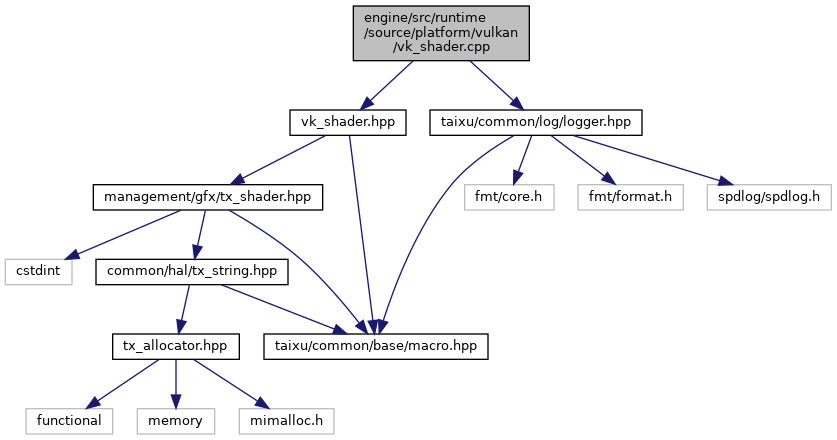 engine/src/runtime
/source/platform/vulkan
/vk_shader.cpp
vk_shader.hpp
taixu/common/log/logger.hpp
management/gfx/tx_shader.hpp
fmt/core.h
fmt/format.h
spdlog/spdlog.h
cstdint
common/hal/tx_string.hpp
tx_allocator.hpp
taixu/common/base/macro.hpp
functional
memory
mimalloc.h